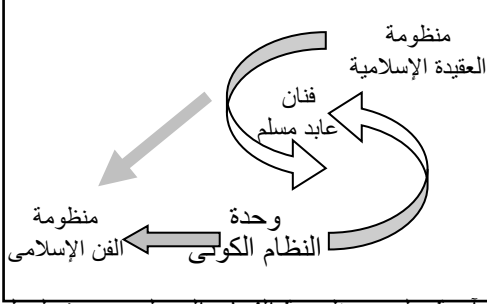 منظومة
العقيدة الإسلامية
فنان
عابد مسلم
وحدة
النظام الكونى
منظومة
الفن الإسلامى